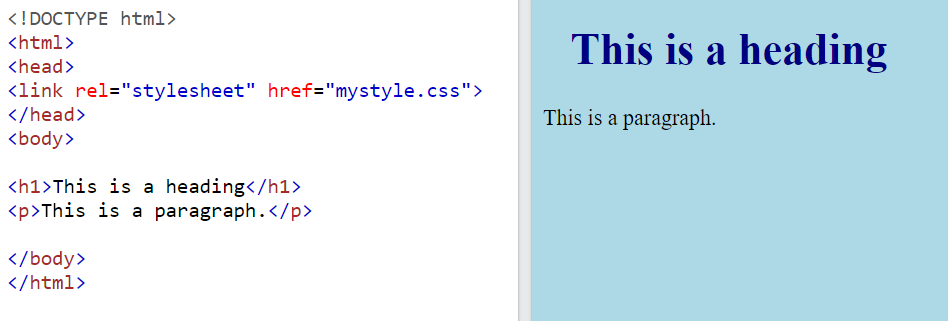 <!DOCTYPE html>
<html>
<head>
<link rel="stylesheet" href="mystyle.css">
</head>
<body>
<h1>This is a heading</h1>
<p>This is a paragraph.</p>
</body>
</html>
This is a heading
This is a paragraph.